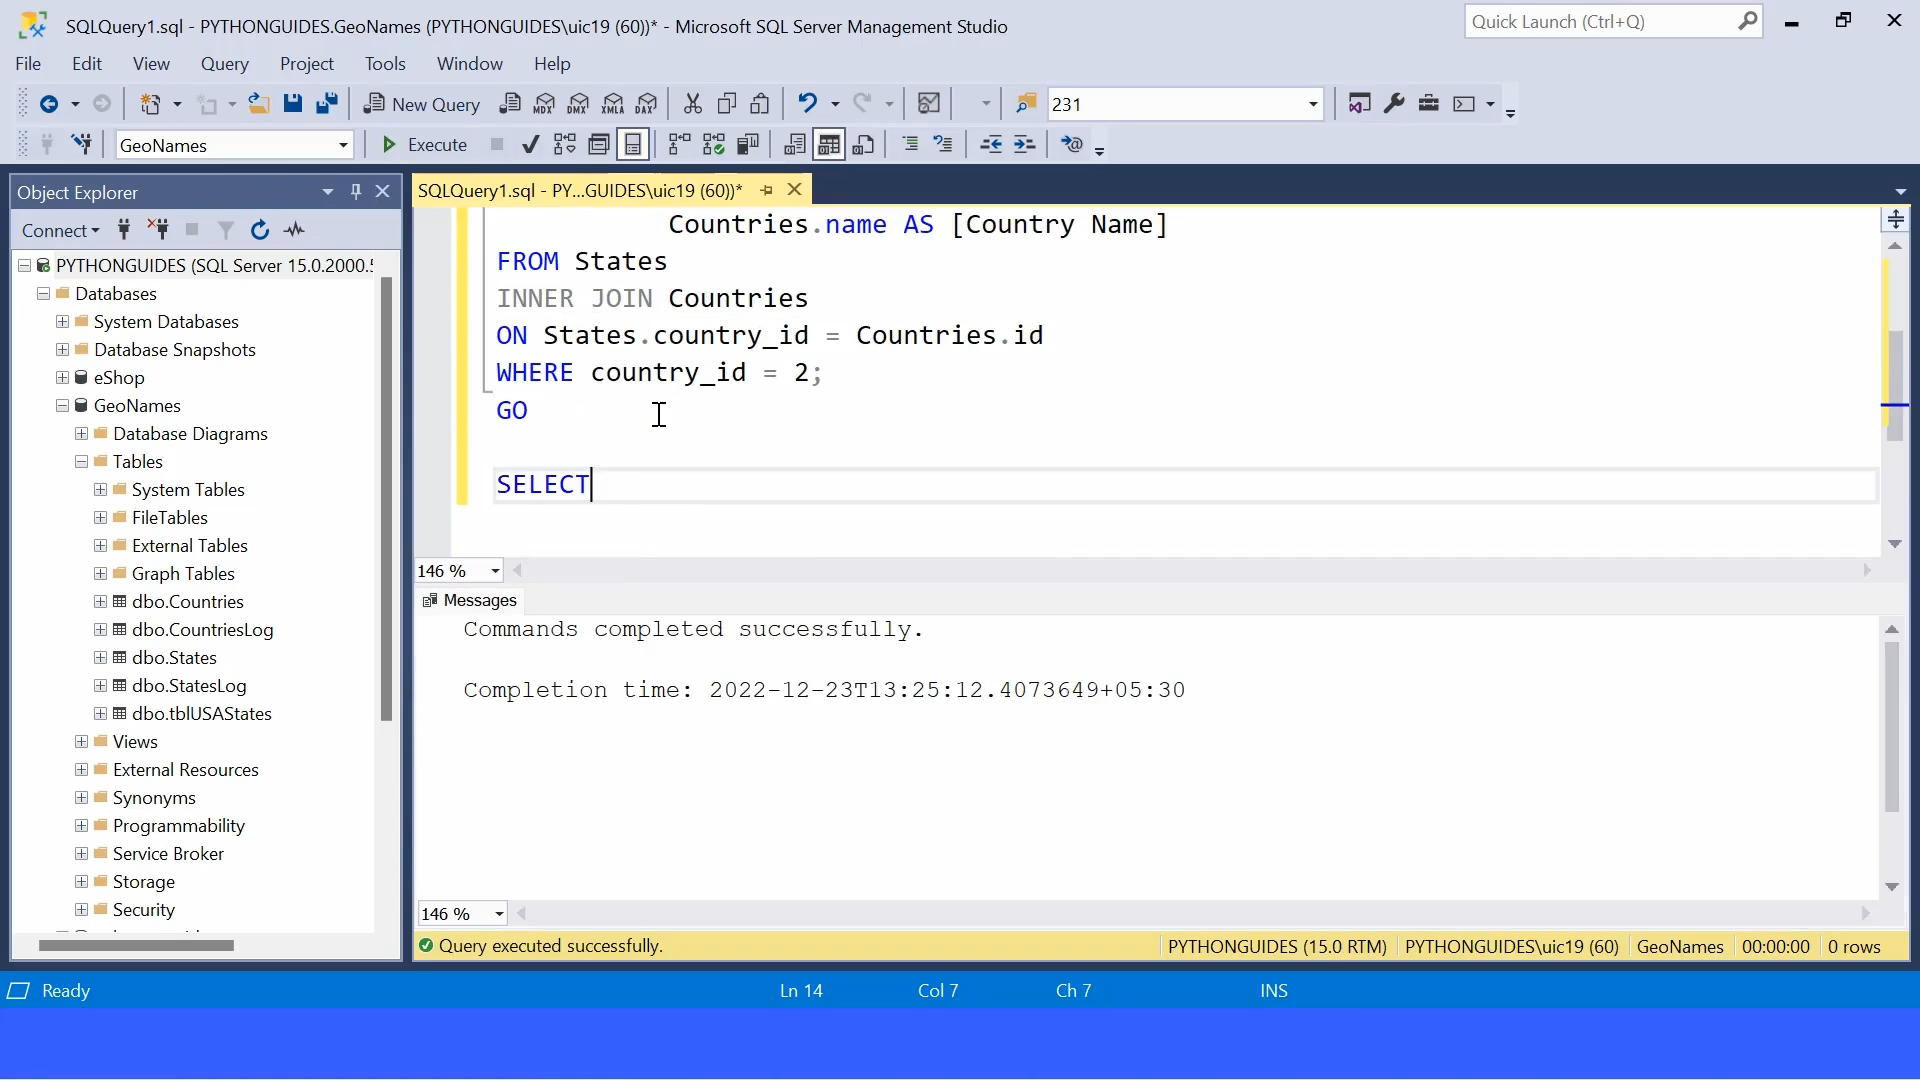 SQLQuery1.sql - PYTHONGUIDES.GeoNames (PYTHONGUIDES\uic19 (60))* - Microsoft SQL Server Management Studio
Quick Launch (Ctrl+Q)
File Edit View Query Project Tools Window Help
New Query MDX DMX XMLA DAX 231
GeoNames Execute
Object Explorer
Connect
PYTHONGUIDES (SQL Server 15.0.2000.5
Databases
System Databases
Database Snapshots
eShop
GeoNames
Database Diagrams
Tables
System Tables
FileTables
External Tables
Graph Tables
dbo.Countries
dbo.CountriesLog
dbo.States
dbo.StatesLog
dbo.tblUSAStates
Views
External Resources
Synonyms
Programmability
Service Broker
Storage
Security
SQLQuery1.sql - PY...GUIDES\uic19 (60))*
Countries.name AS [Country Name]
FROM States
INNER JOIN Countries
ON States.country_id = Countries.id
WHERE country_id = 2;
GO
SELECT
146 %
Messages
Commands completed successfully.
Completion time: 2022-12-23T13:25:12.4073649+05:30
146 %
Query executed successfully. PYTHONGUIDES (15.0 RTM) PYTHONGUIDES\uic19 (60) GeoNames 00:00:00 0 rows
Ready Ln 14 Col 7 Ch 7 INS